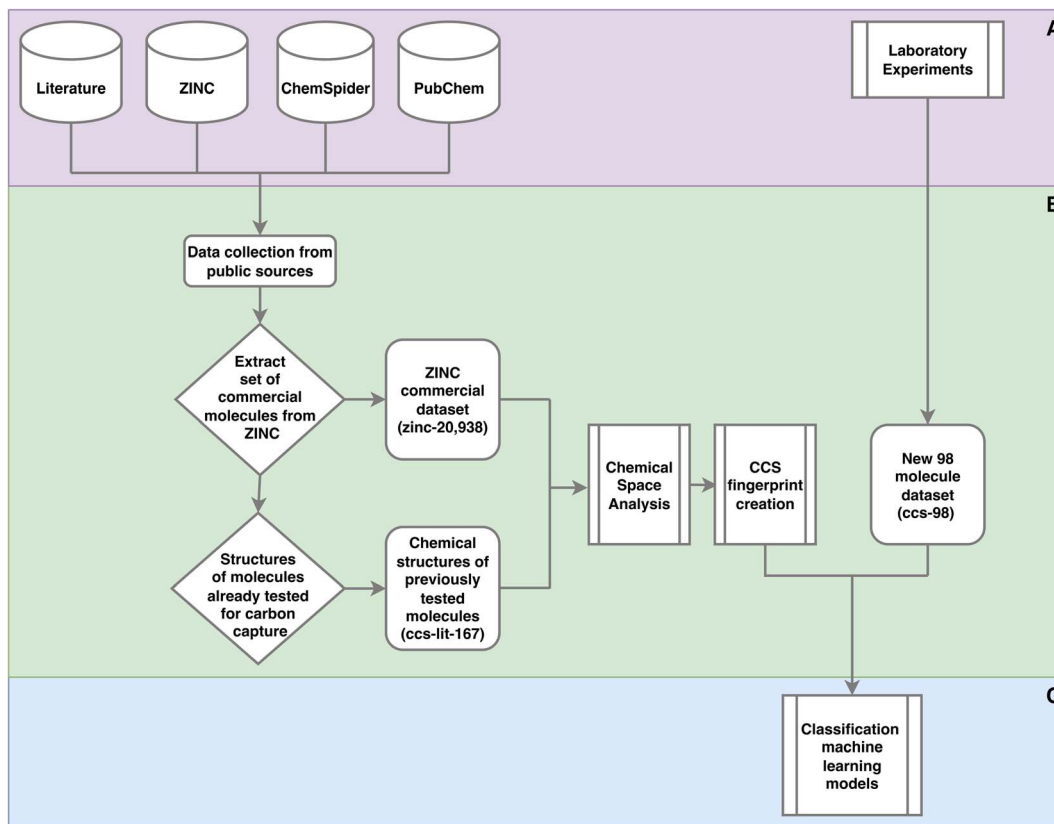 A
Literature
ZINC
ChemSpider
PubChem
Laboratory
Experiments
Data collection from
public sources
Extract
set of
commercial
molecules from
ZINC
ZINC
commercial
dataset
(zinc-20,938)
Chemical
Space
Analysis
CCS
fingerprint
creation
New 98
molecule
dataset
(ccs-98)
Structures
of molecules
already tested
for carbon
capture
Chemical
structures of
previously
tested
molecules
(ccs-lit-167)
Classification
machine
learning
models